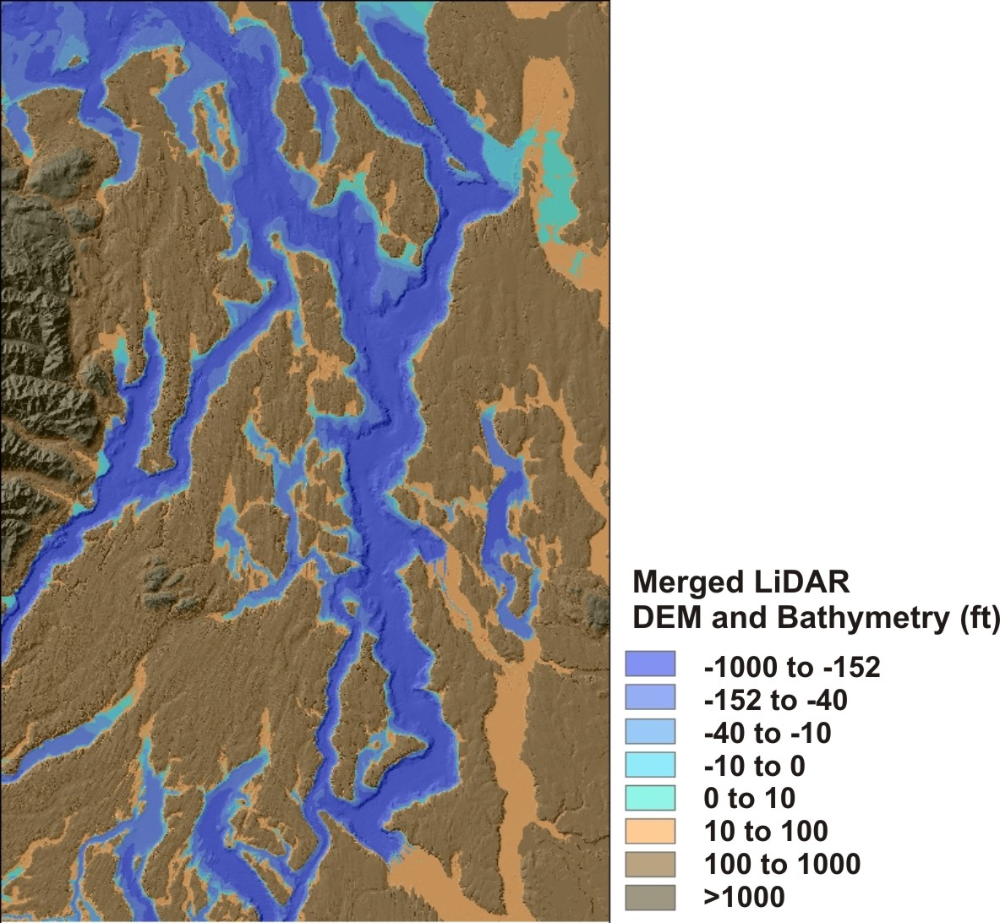 Merged LiDAR
DEM and Bathymetry (ft)
-1000 to -152
-152 to -40
-40 to -10
-10 to 0
0 to 10
10 to 100
100 to 1000
>1000